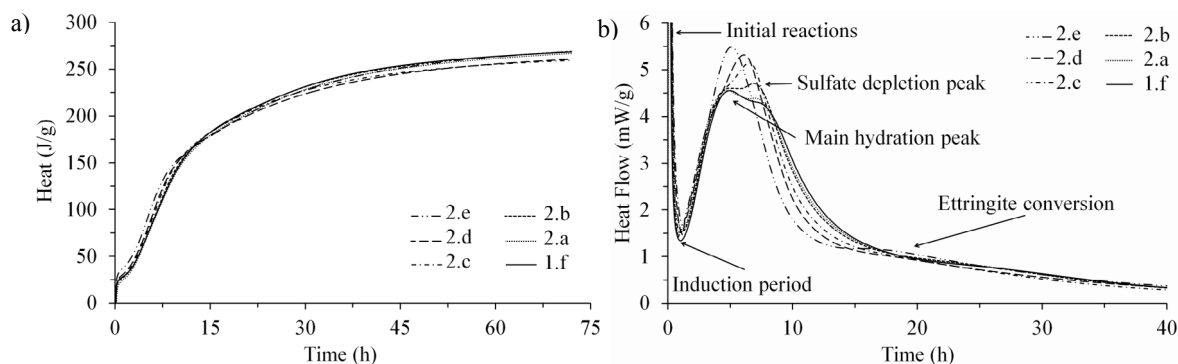 a)
Heat (J/g)
300
250
200
150
100
50
0
0 15 30 45 60 75
Time (h)
2.e 2.b
2.d 2.a
2.c 1.f
b)
Heat Flow (mW/g)
6
5
4
3
2
1
0
0 10 20 30 40
Time (h)
Initial reactions
2.e 2.b
2.d 2.a
2.c 1.f
Sulfate depletion peak
Main hydration peak
Ettringite conversion
Induction period